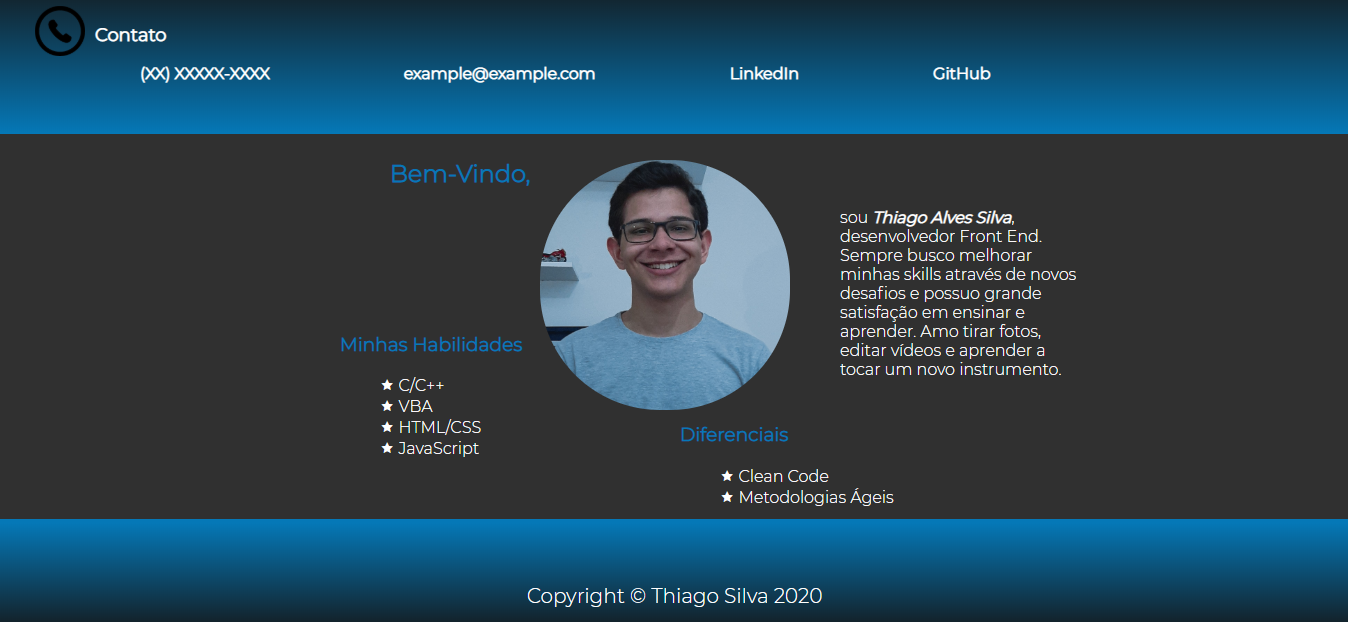 Contato
(XX) XXXXX-XXXX example@example.com LinkedIn GitHub
Bem-Vindo,
sou Thiago Alves Silva,
desenvolvedor Front End.
Sempre busco melhorar
minhas skills através de novos
desafios e possuo grande
satisfação em ensinar e
aprender. Amo tirar fotos,
editar vídeos e aprender a
tocar um novo instrumento.
Minhas Habilidades
C/C++
VBA
HTML/CSS
JavaScript
Diferenciais
Clean Code
Metodologias Ágeis
Copyright © Thiago Silva 2020